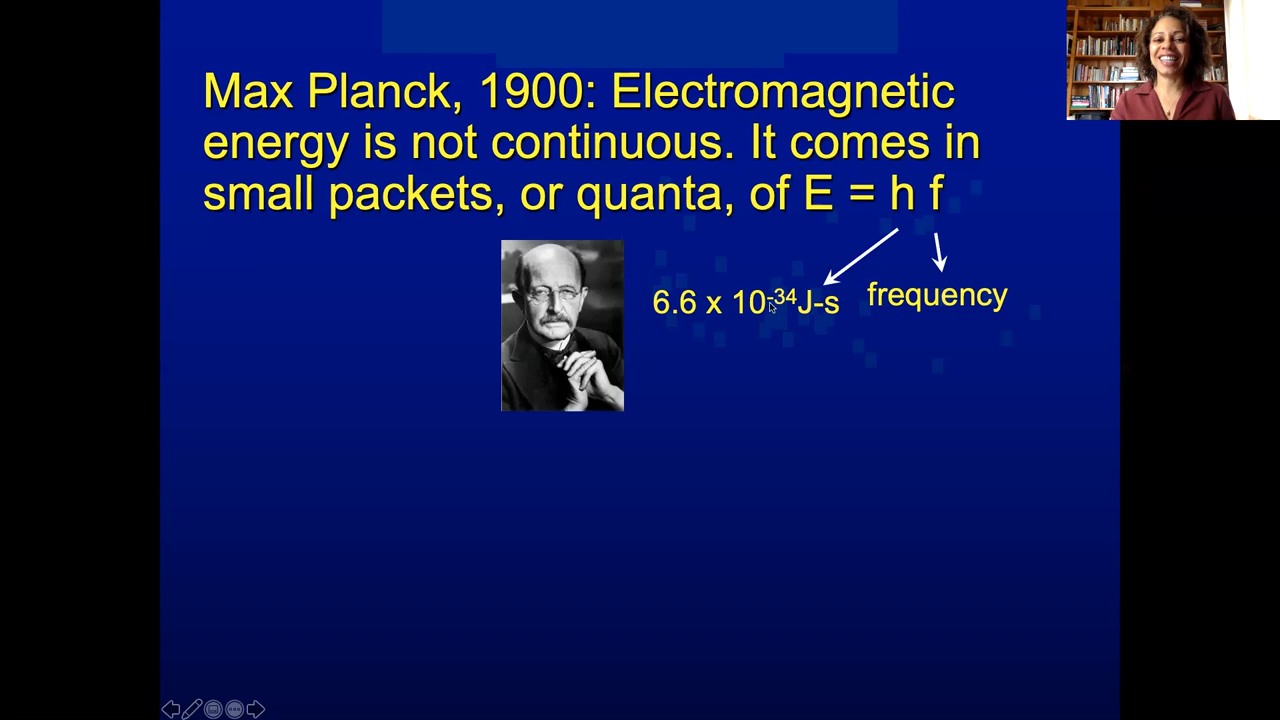 Max Planck, 1900: Electromagnetic
energy is not continuous. It comes in
small packets, or quanta, of E = h f
6.6 x 10⁻³⁴J-s
frequency